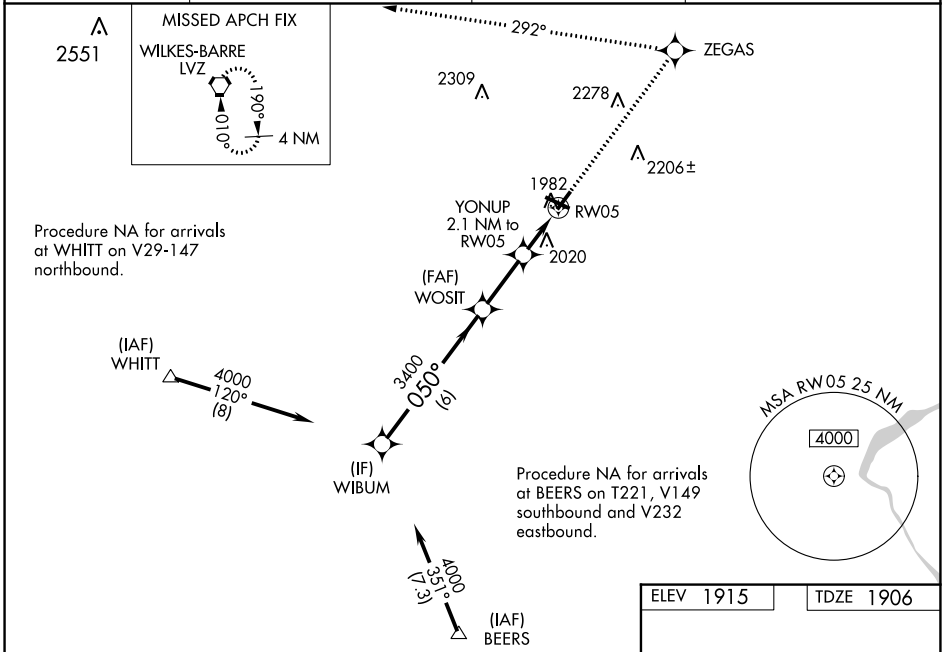 MISSED APCH FIX
WILKES-BARRE
LVZ
190°
010°
4 NM
2551
292°
ZEGAS
2309
2278
2206±
1982
RW05
YONUP
2.1 NM to
RW05
2020
Procedure NA for arrivals
at WHITT on V29-147
northbound.
(FAF)
WOSIT
(IAF)
WHITT
4000
120°
(8)
3400
050°
(6)
(IF)
WIBUM
MSA RW05 25 NM
4000
Procedure NA for arrivals
at BEERS on T221, V149
southbound and V232
eastbound.
4000
351°
(7.3)
(IAF)
BEERS
ELEV 1915
TDZE 1906